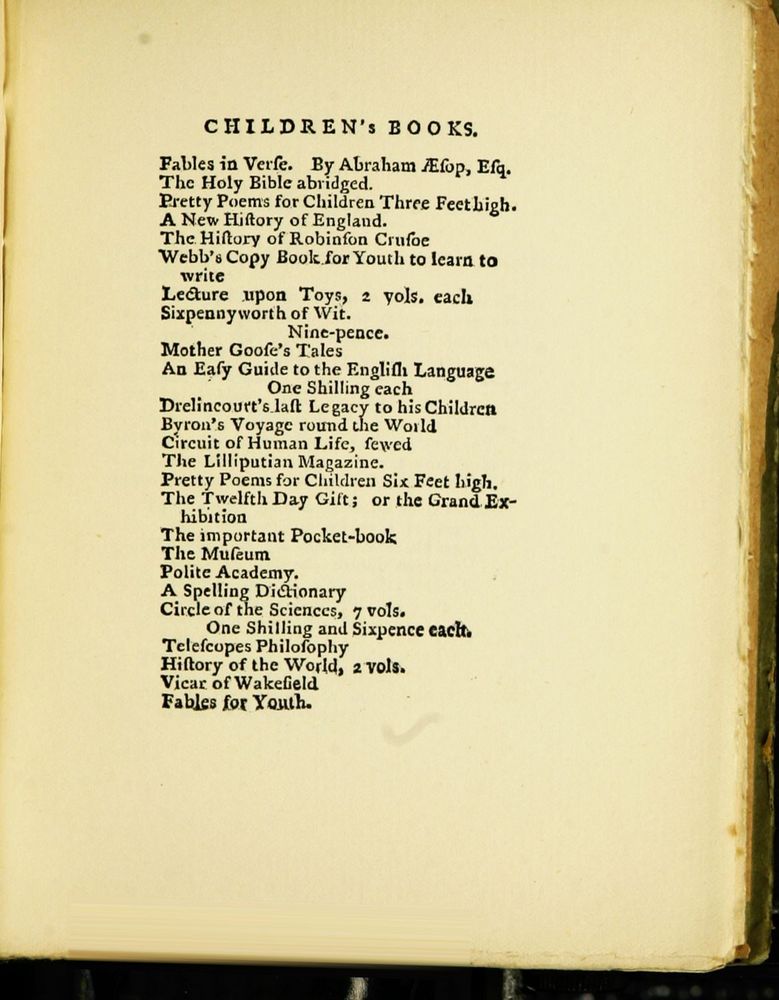 CHILDREN's BOOKS.
Fables in Verſe. By Abraham Æſop, Eſq.
The Holy Bible abridged.
Pretty Poems for Children Three Feet high.
A New Hiſtory of England.
The Hiſtory of Robinſon Cruſoe
Webb's Copy Book for Youth to learn to
write
Lecture upon Toys, 2 vols. each
Sixpennyworth of Wit.
Nine-pence.
Mother Gooſe's Tales
An Eaſy Guide to the Engliſh Language
One Shilling each
Drelincourt's laſt Legacy to his Children
Byron's Voyage round the World
Circuit of Human Life, ſewed
The Lilliputian Magazine.
Pretty Poems for Children Six Feet high.
The Twelfth Day Gift; or the Grand Ex-
hibition
The important Pocket-book
The Muſeum
Polite Academy.
A Spelling Dictionary
Circle of the Sciences, 7 vols.
One Shilling and Sixpence each.
Teleſcopes Philoſophy
Hiſtory of the World, 2 vols.
Vicar of Wakefield
Fables for Youth.